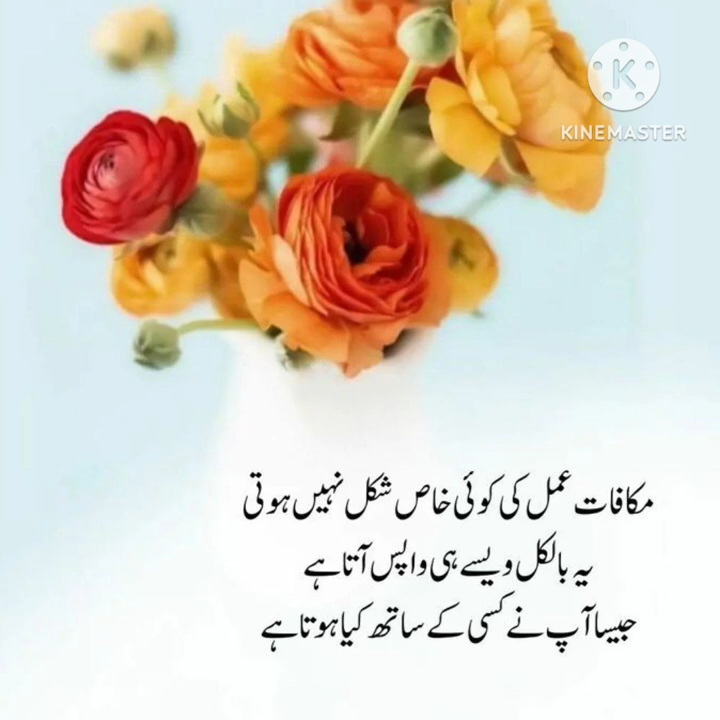 K
KINEMASTER
مکافات عمل کی کوئی خاص شکل نہیں ہوتی
یہ بالکل ویسے ہی واپس آتا ہے
جیسا آپ نے کسی کے ساتھ کیا ہوتا ہے